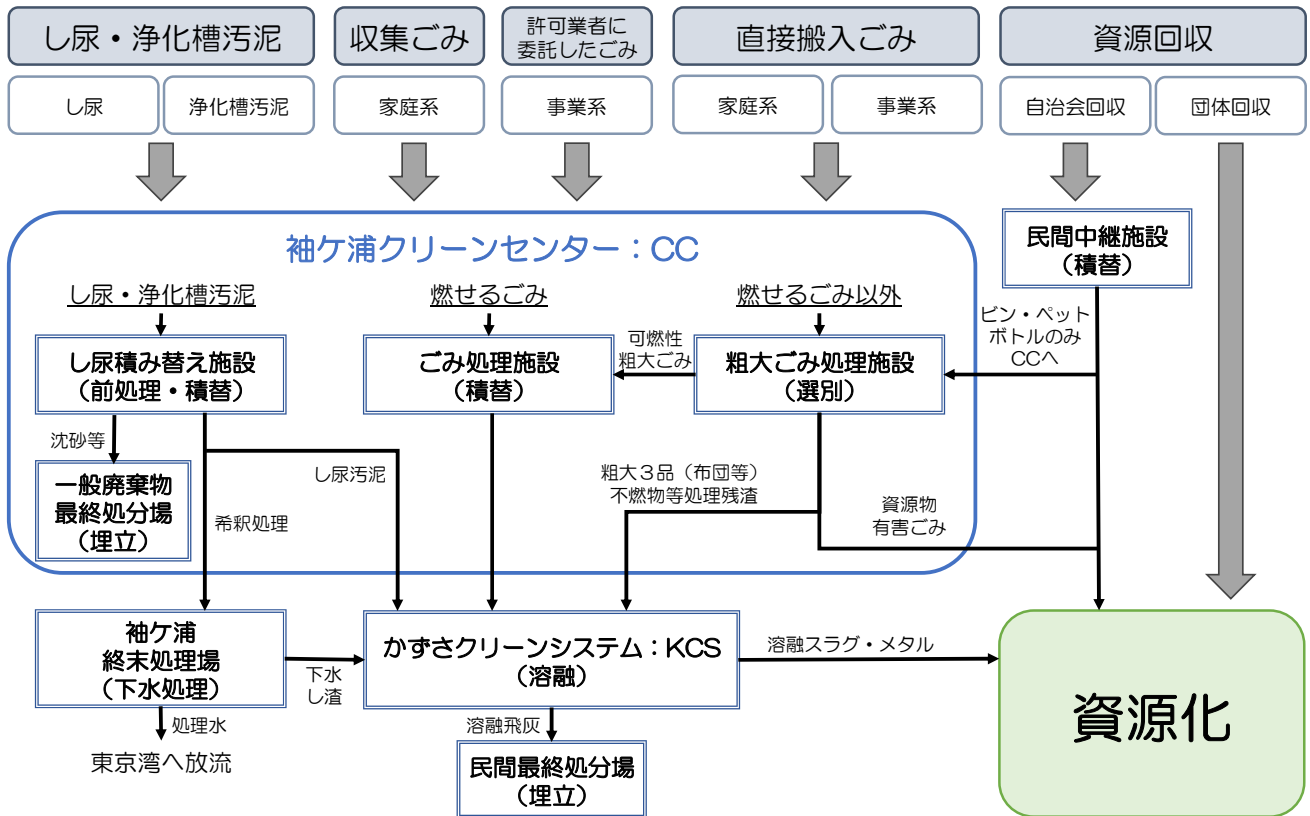 し尿・浄化槽汚泥
収集ごみ
許可業者に
委託したごみ
直接搬入ごみ
資源回収
し尿
浄化槽汚泥
家庭系
事業系
家庭系
事業系
自治会回収
団体回収
袖ケ浦クリーンセンター：CC
民間中継施設
（積替）
し尿・浄化槽汚泥
燃せるごみ
燃せるごみ以外
ビン・ペット
ボトルのみ
CCへ
し尿積み替え施設
（前処理・積替）
ごみ処理施設
（積替）
可燃性
粗大ごみ
粗大ごみ処理施設
（選別）
沈砂等
一般廃棄物
最終処分場
（埋立）
し尿汚泥
希釈処理
粗大３品（布団等）
不燃物等処理残渣
資源物
有害ごみ
袖ケ浦
終末処理場
（下水処理）
下水
し渣
かずさクリーンシステム：KCS
（溶融）
溶融スラグ・メタル
資源化
処理水
東京湾へ放流
溶融飛灰
民間最終処分場
（埋立）